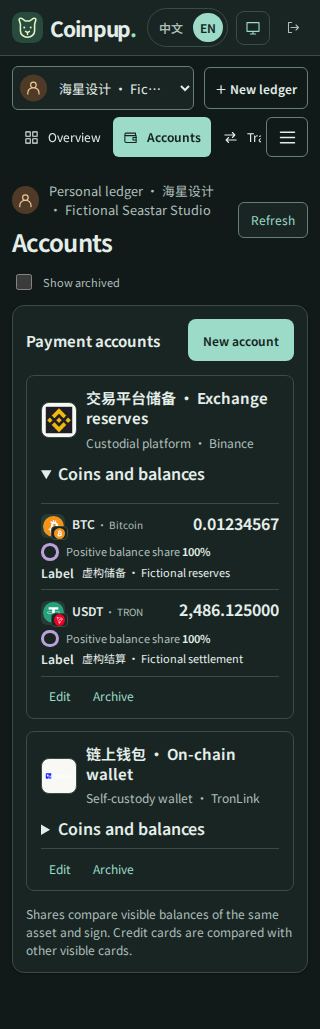 Coinpup.
中文
EN
海星设计 • Fic…
+ New ledger
Overview
Accounts
Personal ledger • 海星设计
• Fictional Seastar Studio
Refresh
Accounts
Show archived
Payment accounts
New account
交易平台储备 • Exchange
reserves
Custodial platform • Binance
Coins and balances
BTC • Bitcoin
0.01234567
Positive balance share 100%
Label 虚构储备 • Fictional reserves
USDT • TRON
2,486.125000
Positive balance share 100%
Label 虚构结算 • Fictional settlement
Edit
Archive
链上钱包 • On-chain
wallet
Self-custody wallet • TronLink
Coins and balances
Edit
Archive
Shares compare visible balances of the same
asset and sign. Credit cards are compared with
other visible cards.